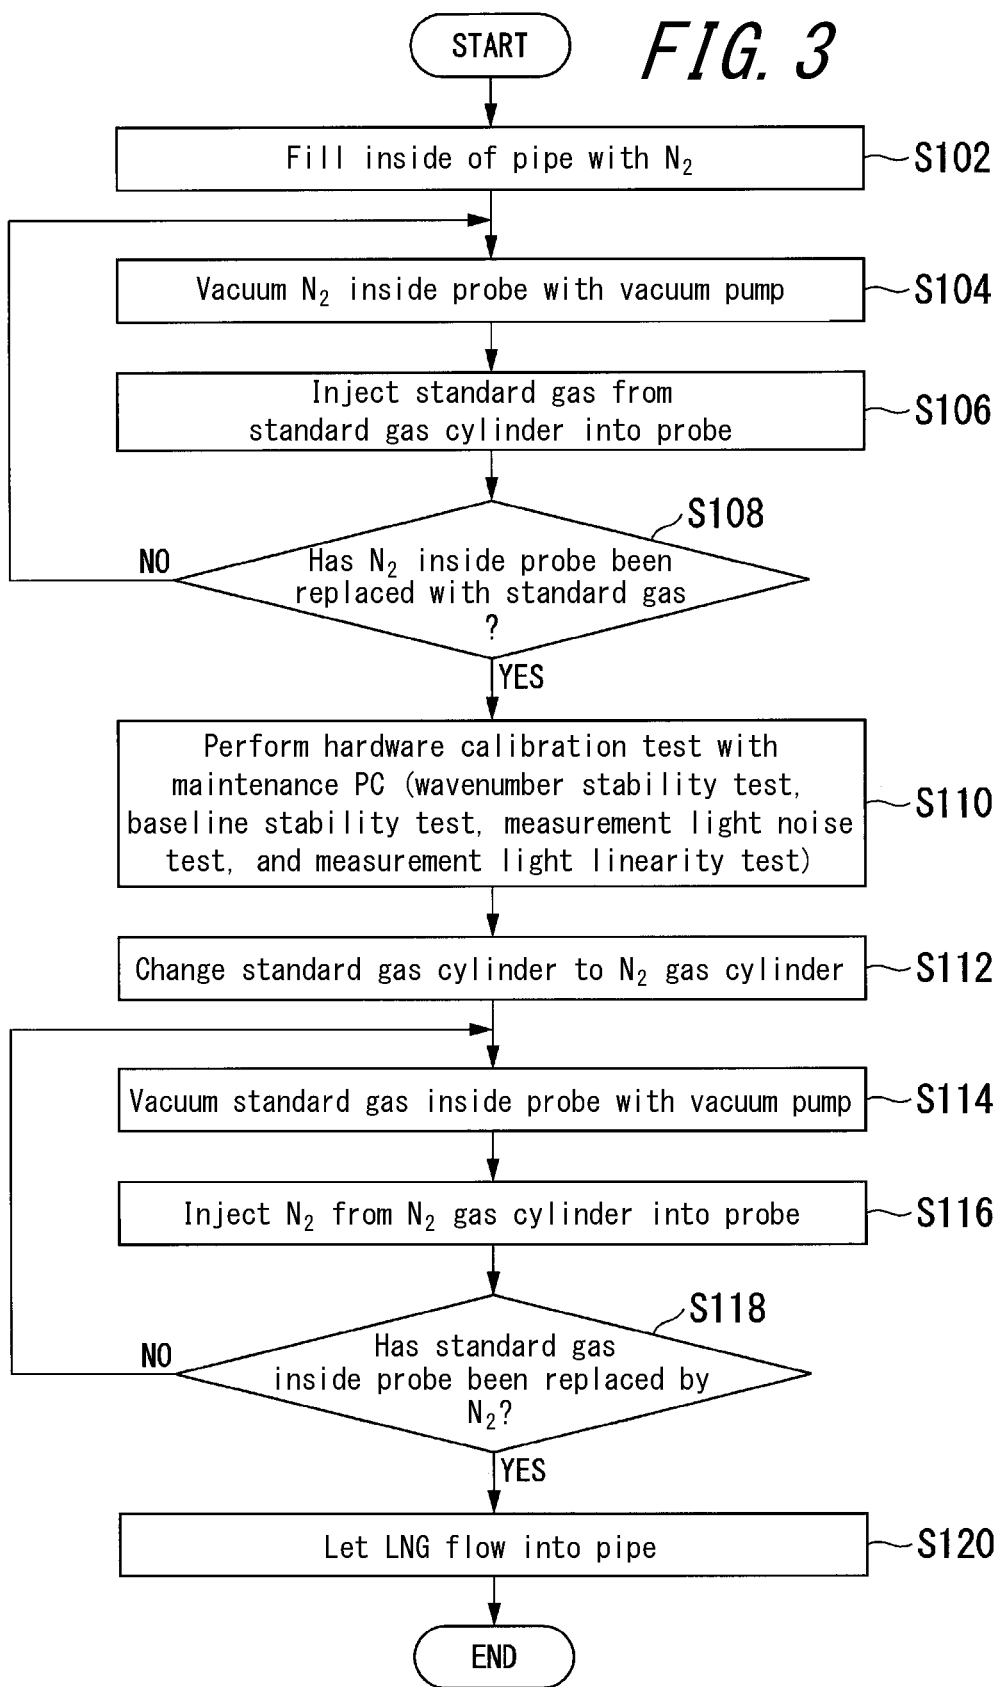 START
FIG. 3
Fill inside of pipe with N₂
S102
Vacuum N₂ inside probe with vacuum pump
S104
Inject standard gas from
standard gas cylinder into probe
S106
S108
NO
Has N₂ inside probe been
replaced with standard gas
?
YES
Perform hardware calibration test with
maintenance PC (wavenumber stability test,
baseline stability test, measurement light noise
test, and measurement light linearity test)
S110
Change standard gas cylinder to N₂ gas cylinder
S112
Vacuum standard gas inside probe with vacuum pump
S114
Inject N₂ from N₂ gas cylinder into probe
S116
S118
NO
Has standard gas
inside probe been replaced by
N₂?
YES
Let LNG flow into pipe
S120
END